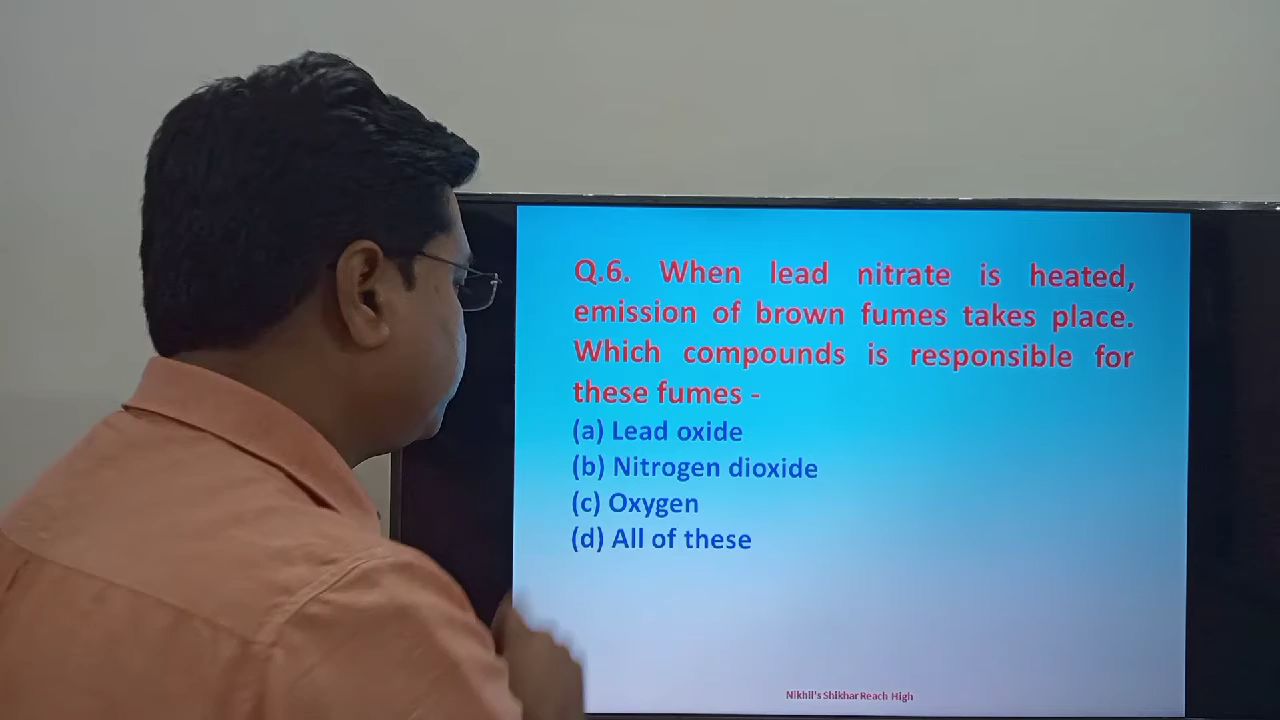 Q.6. When lead nitrate is heated,
emission of brown fumes takes place.
Which compounds is responsible for
these fumes -
(a) Lead oxide
(b) Nitrogen dioxide
(c) Oxygen
(d) All of these
Nikhil's Shikhar Reach High